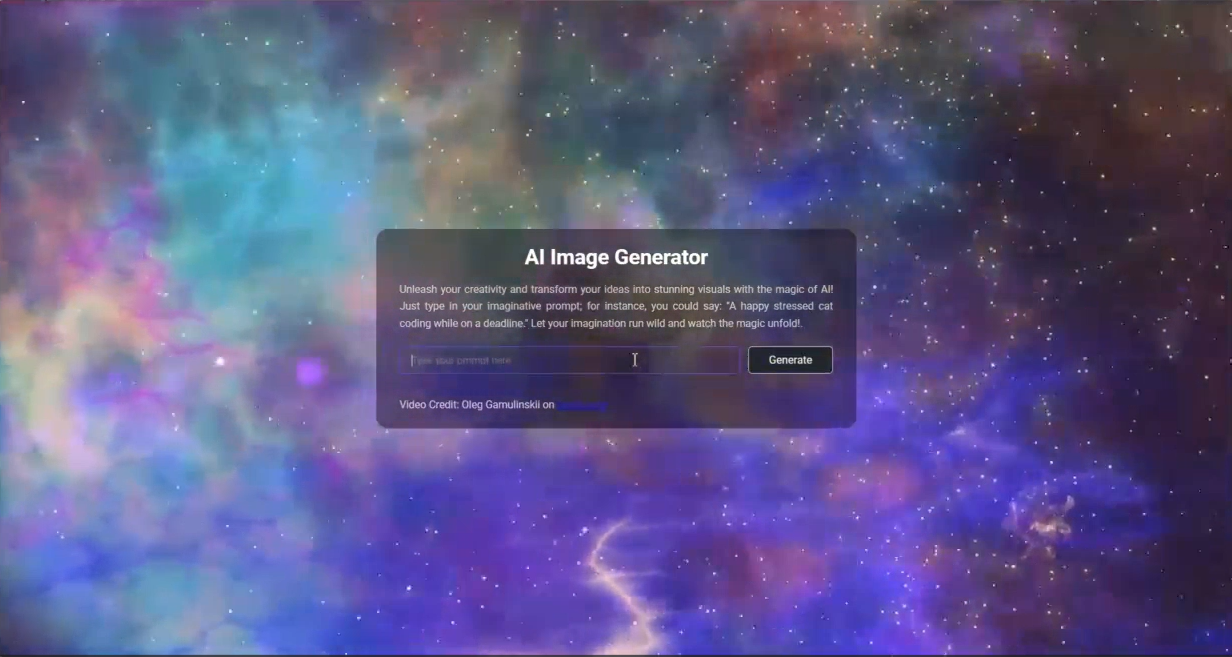 AI Image Generator
Unleash your creativity and transform your ideas into stunning visuals with the magic of AI!
Just type in your imaginative prompt; for instance, you could say: "A happy stressed cat
coding while on a deadline." Let your imagination run wild and watch the magic unfold!.
Type your prompt here
Generate
Video Credit: Oleg Gamulinskii on